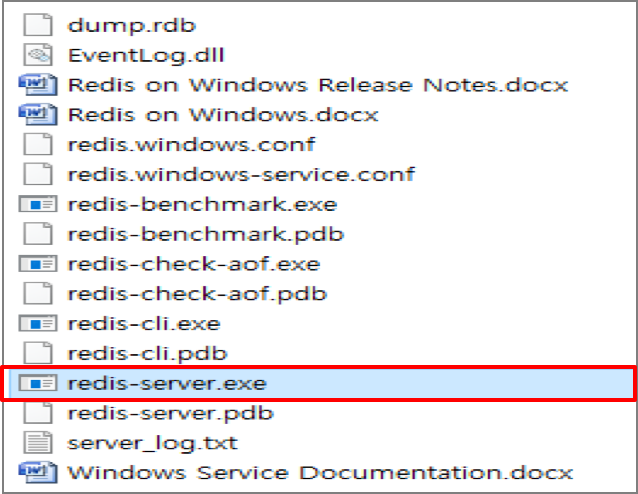 dump.rdb
EventLog.dll
Redis on Windows Release Notes.docx
Redis on Windows.docx
redis.windows.conf
redis.windows-service.conf
redis-benchmark.exe
redis-benchmark.pdb
redis-check-aof.exe
redis-check-aof.pdb
redis-cli.exe
redis-cli.pdb
redis-server.exe
redis-server.pdb
server_log.txt
Windows Service Documentation.docx